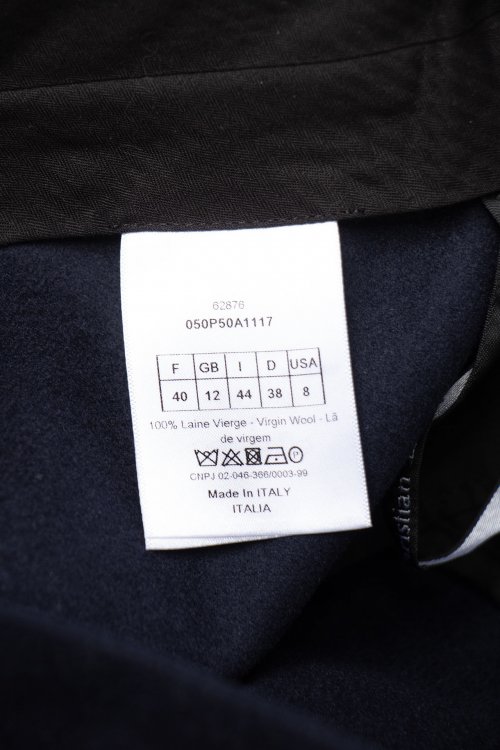 62876
050P50A1117
F GB I D USA
40 12 44 38 8
100% Laine Vierge - Virgin Wool - Lã
de virgem
CNPJ 02-046-366/0003-99
Made In ITALY
ITALIA